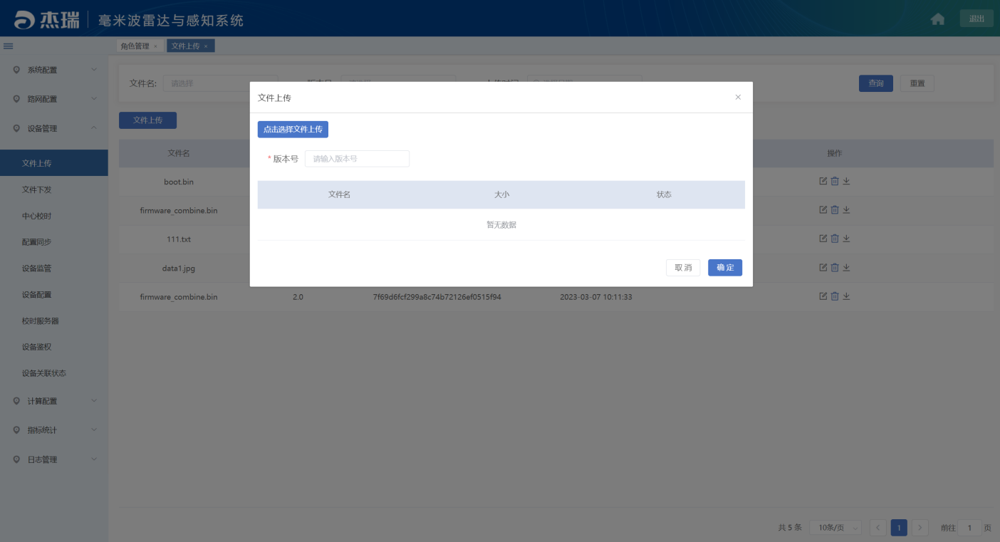 杰瑞 毫米波雷达与感知系统 退出
角色管理 × 文件上传 ×
系统配置
路网配置
设备管理
文件上传
文件下发
中心校时
配置同步
设备监管
设备配置
校时服务器
设备鉴权
设备关联状态
计算配置
指标统计
日志管理
文件名: 请选择 查询 重置
文件上传
文件名 操作
boot.bin
firmware_combine.bin
111.txt
data1.jpg
firmware_combine.bin 2.0 7f69d6fcf299a8c74b72126ef0515f94 2023-03-07 10:11:33
文件上传 ×
点击选择文件上传
* 版本号 请输入版本号
文件名 大小 状态
暂无数据
取 消 确 定
共 5 条 10条/页 < 1 > 前往 1 页